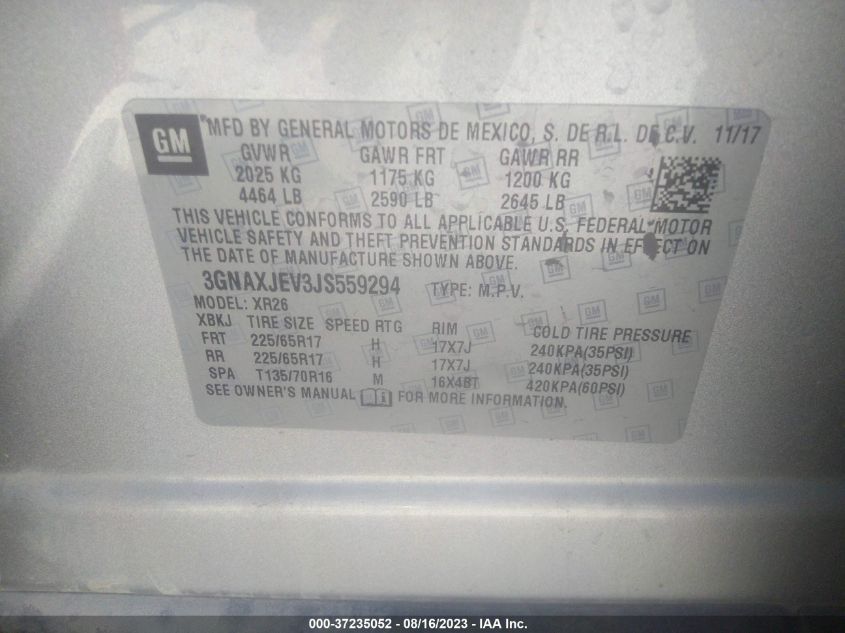 GM
MFD BY GENERAL MOTORS DE MEXICO, S. DE R.L. DE C.V. 11/17
GVWR GAWR FRT GAWR RR
2025 KG 1175 KG 1200 KG
4464 LB 2590 LB 2645 LB
THIS VEHICLE CONFORMS TO ALL APPLICABLE U.S. FEDERAL MOTOR
VEHICLE SAFETY AND THEFT PREVENTION STANDARDS IN EFFECT ON
THE DATE OF MANUFACTURE SHOWN ABOVE.
3GNAXJEV3JS559294 TYPE: M.P.V.
MODEL: XR26
XBKJ TIRE SIZE SPEED RTG RIM COLD TIRE PRESSURE
FRT 225/65R17 H 17X7J 240KPA(35PSI)
RR 225/65R17 H 17X7J 240KPA(35PSI)
SPA T135/70R16 M 16X4BT 420KPA(60PSI)
SEE OWNER'S MANUAL FOR MORE INFORMATION.
000-37235052 - 08/16/2023 - IAA Inc.